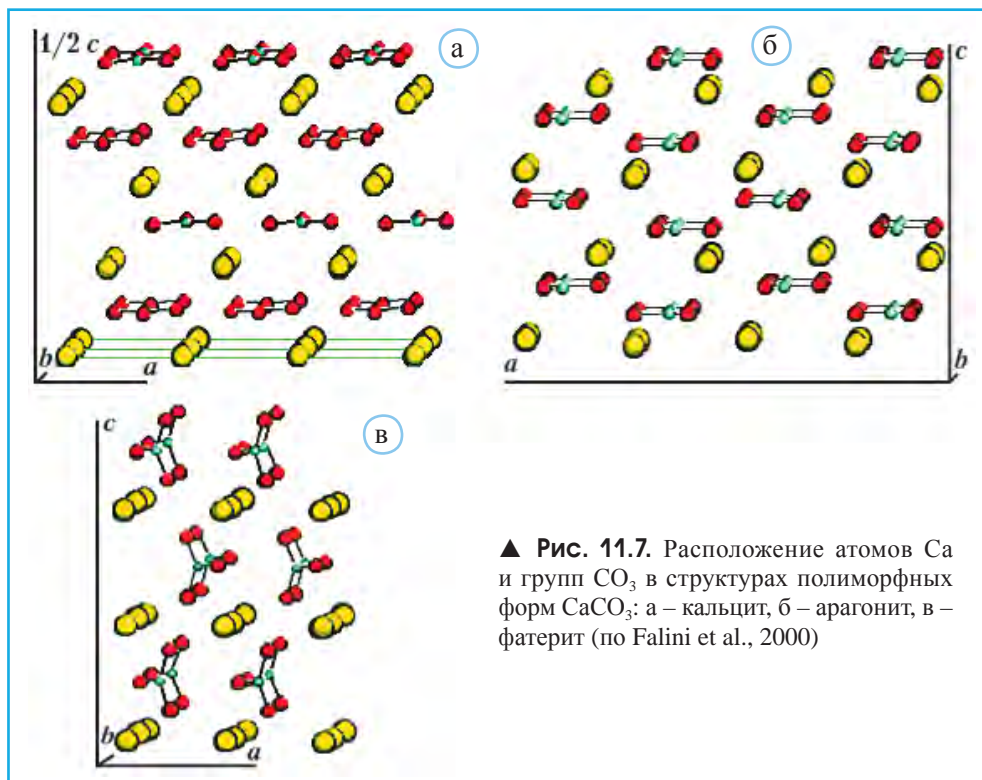 1/2 c
а
b
a
б
c
a
b
c
в
b
a
▲ Рис. 11.7. Расположение атомов Ca
и групп CO₃ в структурах полиморфных
форм CaCO₃: а – кальцит, б – арагонит, в –
фатерит (по Falini et al., 2000)